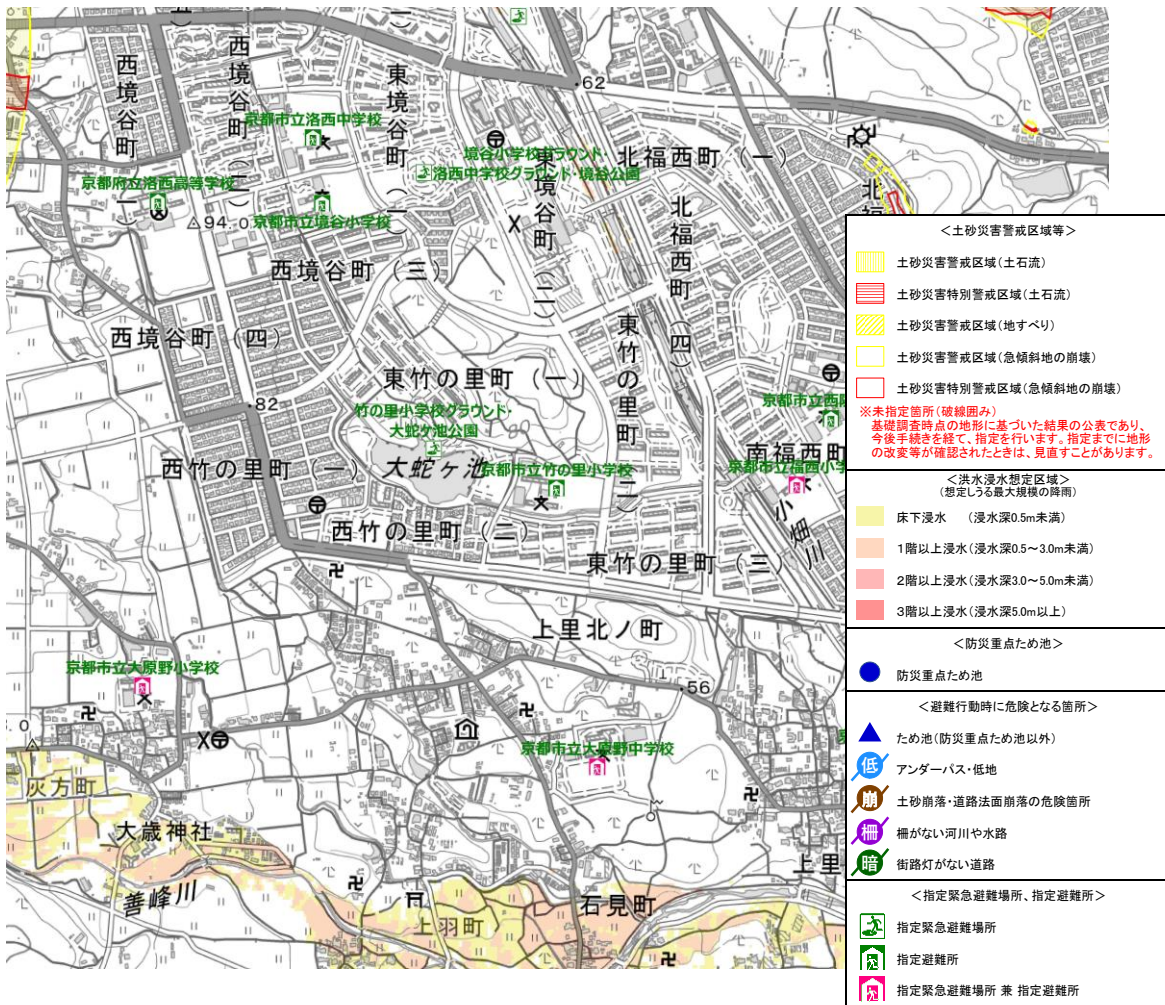 西境谷町(一)
西境谷町(二)
東境谷町(一)
62
京都市立洛西中学校
境谷小学校グラウンド・
洛西中学校グラウンド・境谷公園
東境谷町(二)
北福西町(一)
京都府立洛西高等学校
94.0
京都市立境谷小学校
北福西町(四)
北福
西境谷町(三)
西境谷町(四)
東竹の里町(一)
東竹の里町(二)
82
竹の里小学校グラウンド・
大蛇ヶ池公園
大蛇ヶ池
京都市立竹の里小学校
京都市立西陵
南福西町
京都市立福西小学
西竹の里町(一)
西竹の里町(二)
東竹の里町(三)
小畑川
上里北ノ町
京都市立大原野小学校
56
京都市立大原野中学校
灰方町
大歳神社
善峰川
上羽町
石見町
上里
<土砂災害警戒区域等>
土砂災害警戒区域(土石流)
土砂災害特別警戒区域(土石流)
土砂災害警戒区域(地すべり)
土砂災害警戒区域(急傾斜地の崩壊)
土砂災害特別警戒区域(急傾斜地の崩壊)
※未指定箇所(破線囲み)
基礎調査時点の地形に基づいた結果の公表であり、
今後手続きを経て、指定を行います。指定までに地形
の改変等が確認されたときは、見直すことがあります。
<洪水浸水想定区域>
(想定しうる最大規模の降雨)
床下浸水 (浸水深0.5m未満)
1階以上浸水(浸水深0.5~3.0m未満)
2階以上浸水(浸水深3.0~5.0m未満)
3階以上浸水(浸水深5.0m以上)
<防災重点ため池>
防災重点ため池
<避難行動時に危険となる箇所>
ため池(防災重点ため池以外)
低 アンダーパス・低地
崩 土砂崩落・道路法面崩落の危険箇所
柵 柵がない河川や水路
暗 街路灯がない道路
<指定緊急避難場所、指定避難所>
指定緊急避難場所
指定避難所
指定緊急避難場所 兼 指定避難所